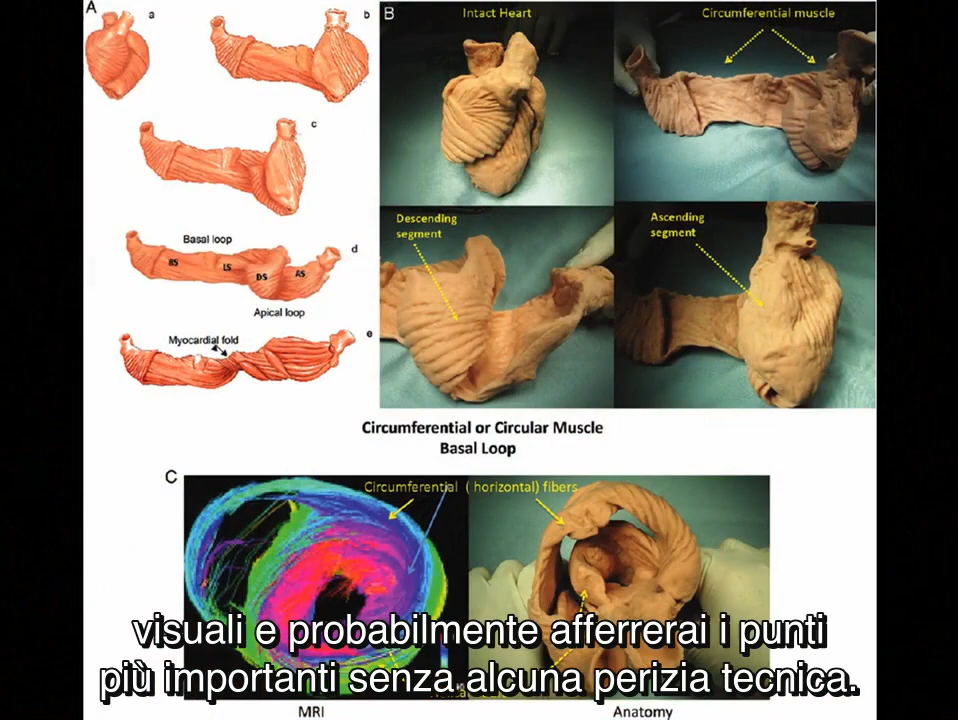 A
a
b
c
Basal loop
d
RS
LS
DS
AS
Apical loop
e
Myocardial fold
B
Intact Heart
Circumferential muscle
Descending
segment
Ascending
segment
Circumferential or Circular Muscle
Basal Loop
C
Circumferential ( horizontal) fibers
visuali e probabilmente afferrerai i punti
più importanti senza alcuna perizia tecnica.
MRI
Anatomy